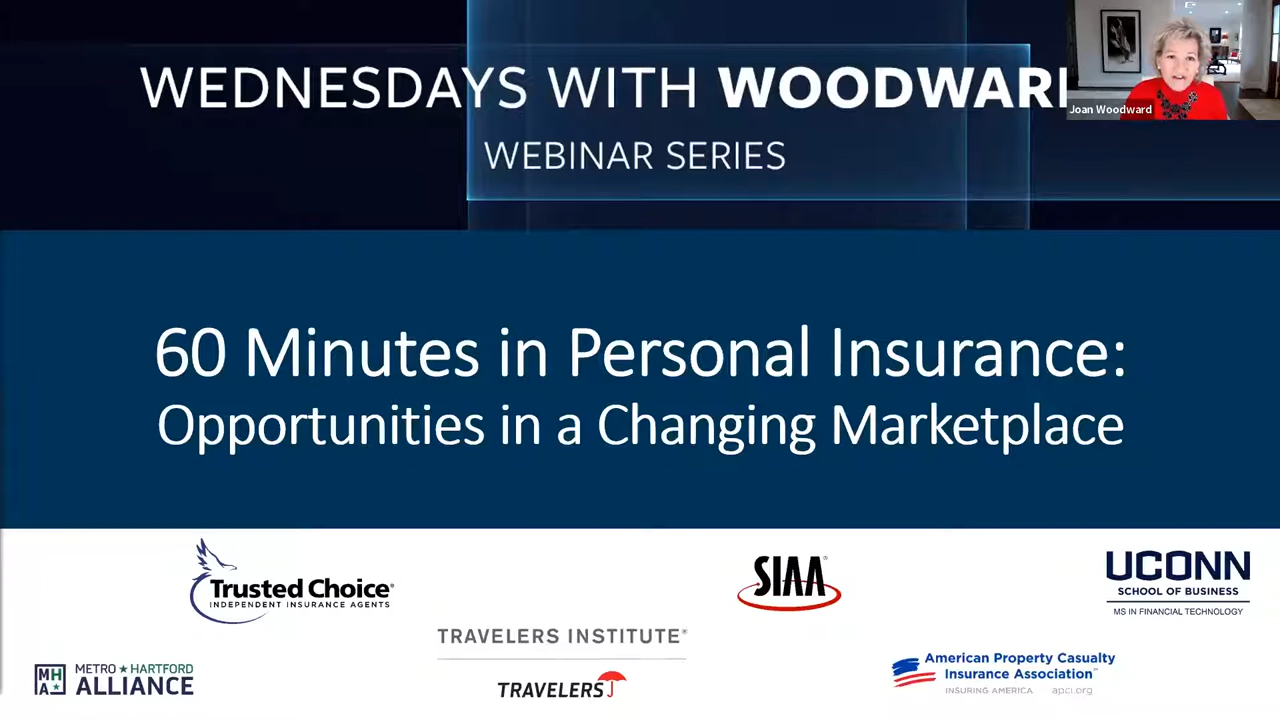 WEDNESDAYS WITH WOODWAR
Joan Woodward
WEBINAR SERIES
60 Minutes in Personal Insurance:
Opportunities in a Changing Marketplace
Trusted Choice®
INDEPENDENT INSURANCE AGENTS
SIAA®
UCONN
SCHOOL OF BUSINESS
MS IN FINANCIAL TECHNOLOGY
TRAVELERS INSTITUTE®
TRAVELERS
MHA
METRO★HARTFORD
ALLIANCE
American Property Casualty
Insurance Association℠
INSURING AMERICA apci.org